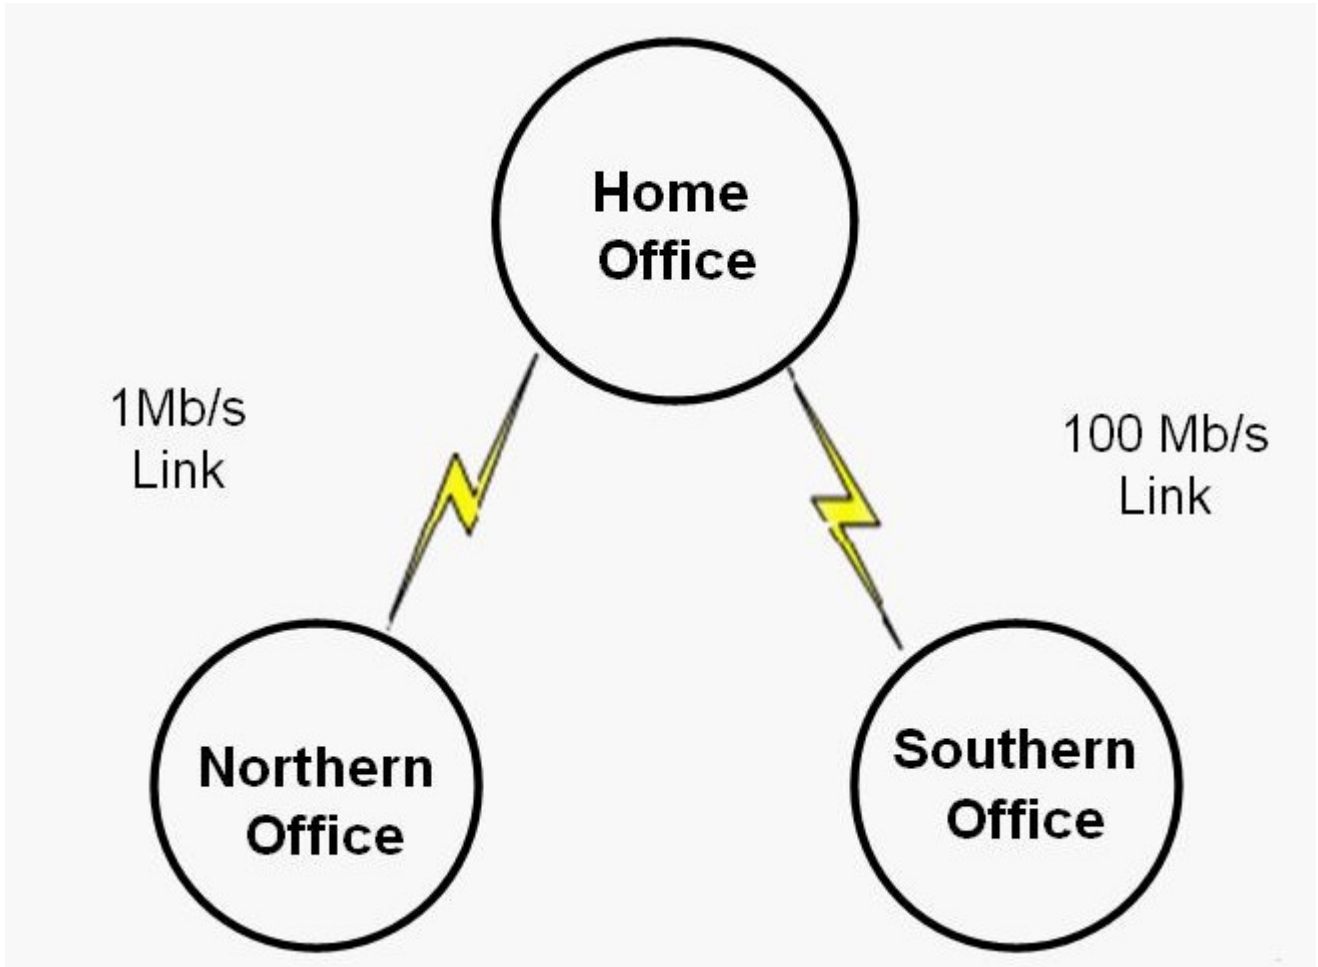 Home
Office
1Mb/s
Link
100 Mb/s
Link
Northern
Office
Southern
Office